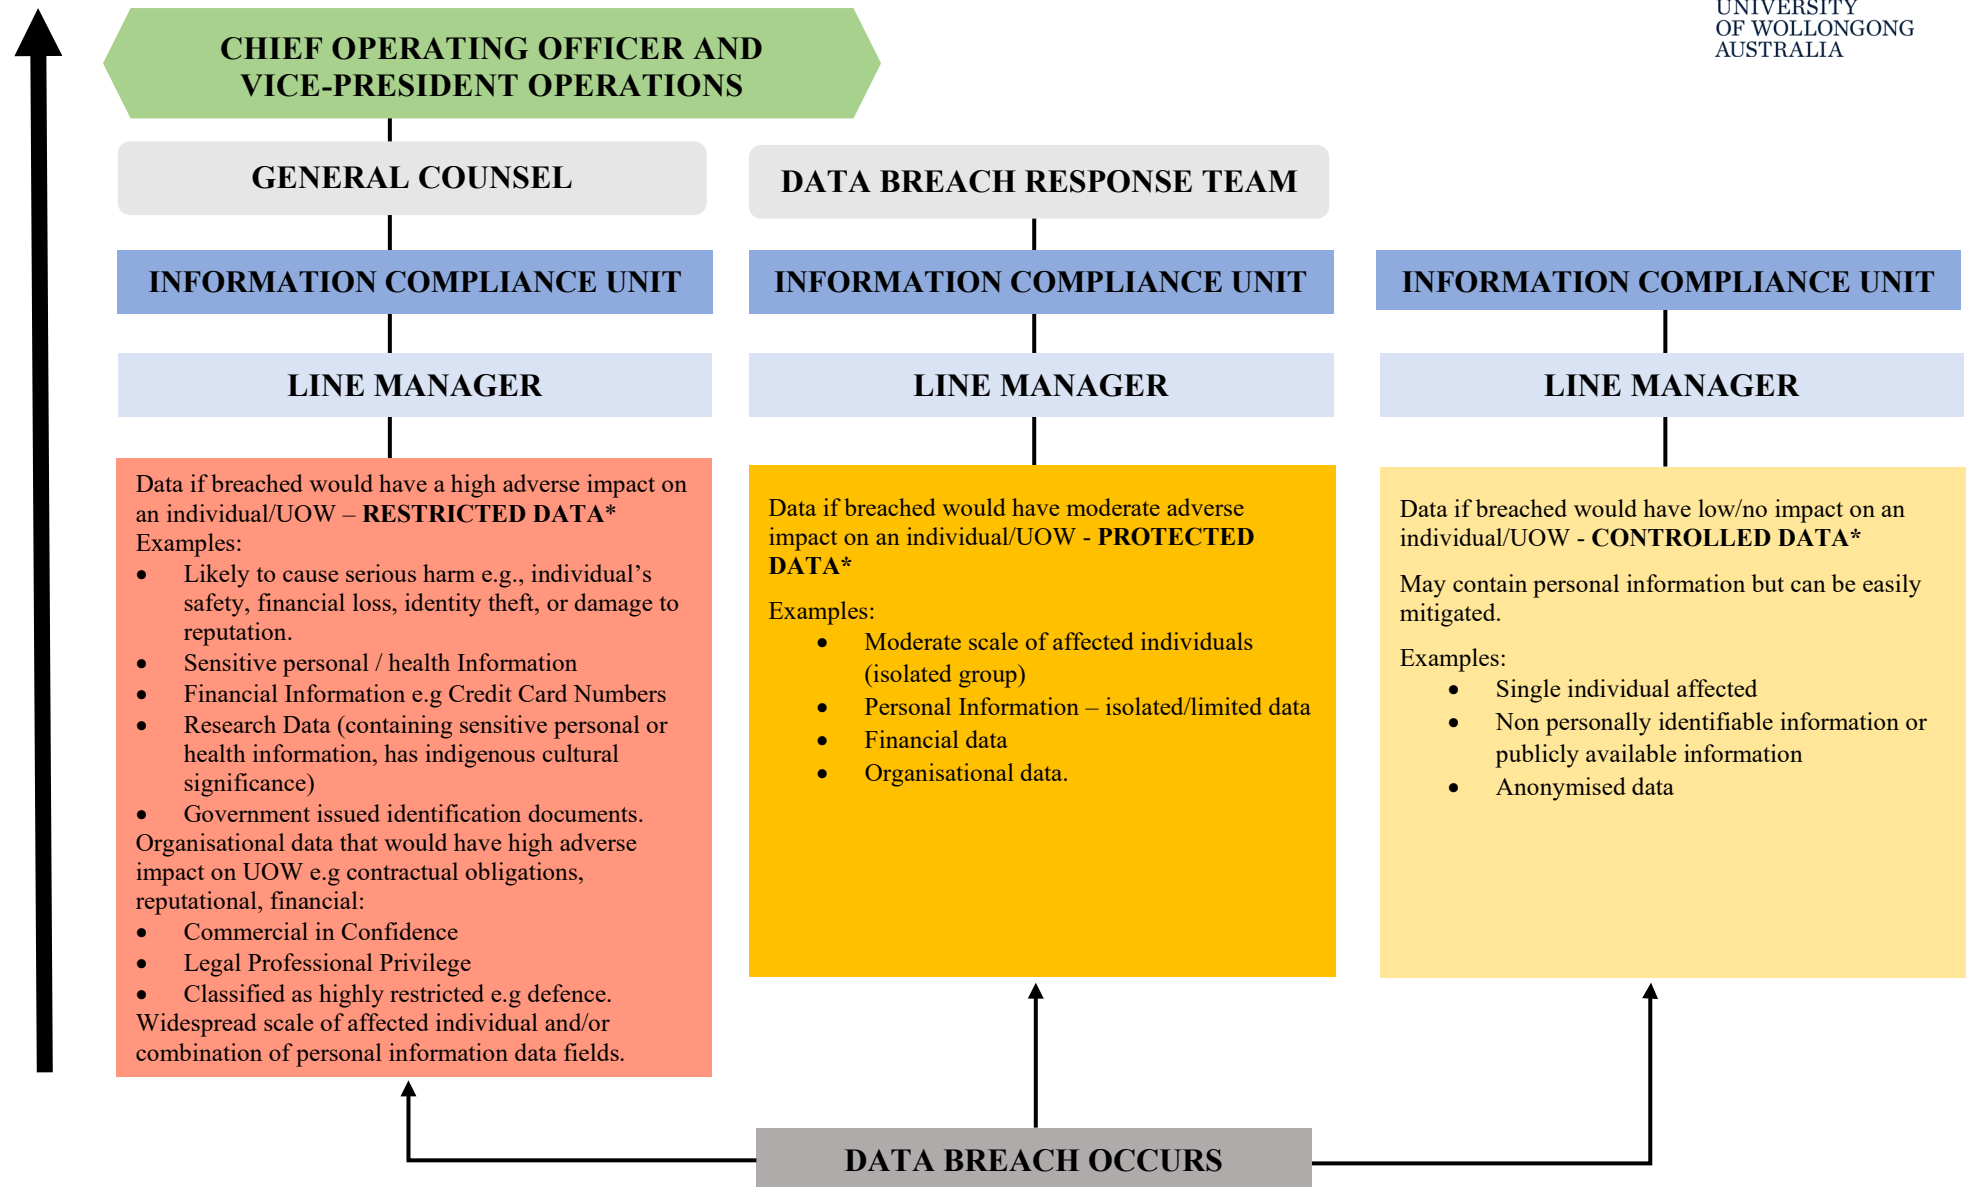 UNIVERSITY
OF WOLLONGONG
AUSTRALIA
CHIEF OPERATING OFFICER AND
VICE-PRESIDENT OPERATIONS
GENERAL COUNSEL
INFORMATION COMPLIANCE UNIT
LINE MANAGER
Data if breached would have a high adverse impact on
an individual/UOW – RESTRICTED DATA*
Examples:
• Likely to cause serious harm e.g., individual’s
safety, financial loss, identity theft, or damage to
reputation.
• Sensitive personal / health Information
• Financial Information e.g Credit Card Numbers
• Research Data (containing sensitive personal or
health information, has indigenous cultural
significance)
• Government issued identification documents.
Organisational data that would have high adverse
impact on UOW e.g contractual obligations,
reputational, financial:
• Commercial in Confidence
• Legal Professional Privilege
• Classified as highly restricted e.g defence.
Widespread scale of affected individual and/or
combination of personal information data fields.
DATA BREACH RESPONSE TEAM
INFORMATION COMPLIANCE UNIT
LINE MANAGER
Data if breached would have moderate adverse
impact on an individual/UOW - PROTECTED
DATA*
Examples:
• Moderate scale of affected individuals
(isolated group)
• Personal Information – isolated/limited data
• Financial data
• Organisational data.
INFORMATION COMPLIANCE UNIT
LINE MANAGER
Data if breached would have low/no impact on an
individual/UOW - CONTROLLED DATA*
May contain personal information but can be easily
mitigated.
Examples:
• Single individual affected
• Non personally identifiable information or
publicly available information
• Anonymised data
DATA BREACH OCCURS